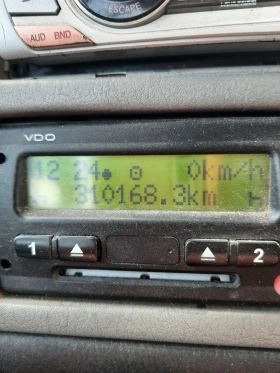 ESCAPE
AUD BND
VDO
12 24 0km/h
310168.3km
1 2